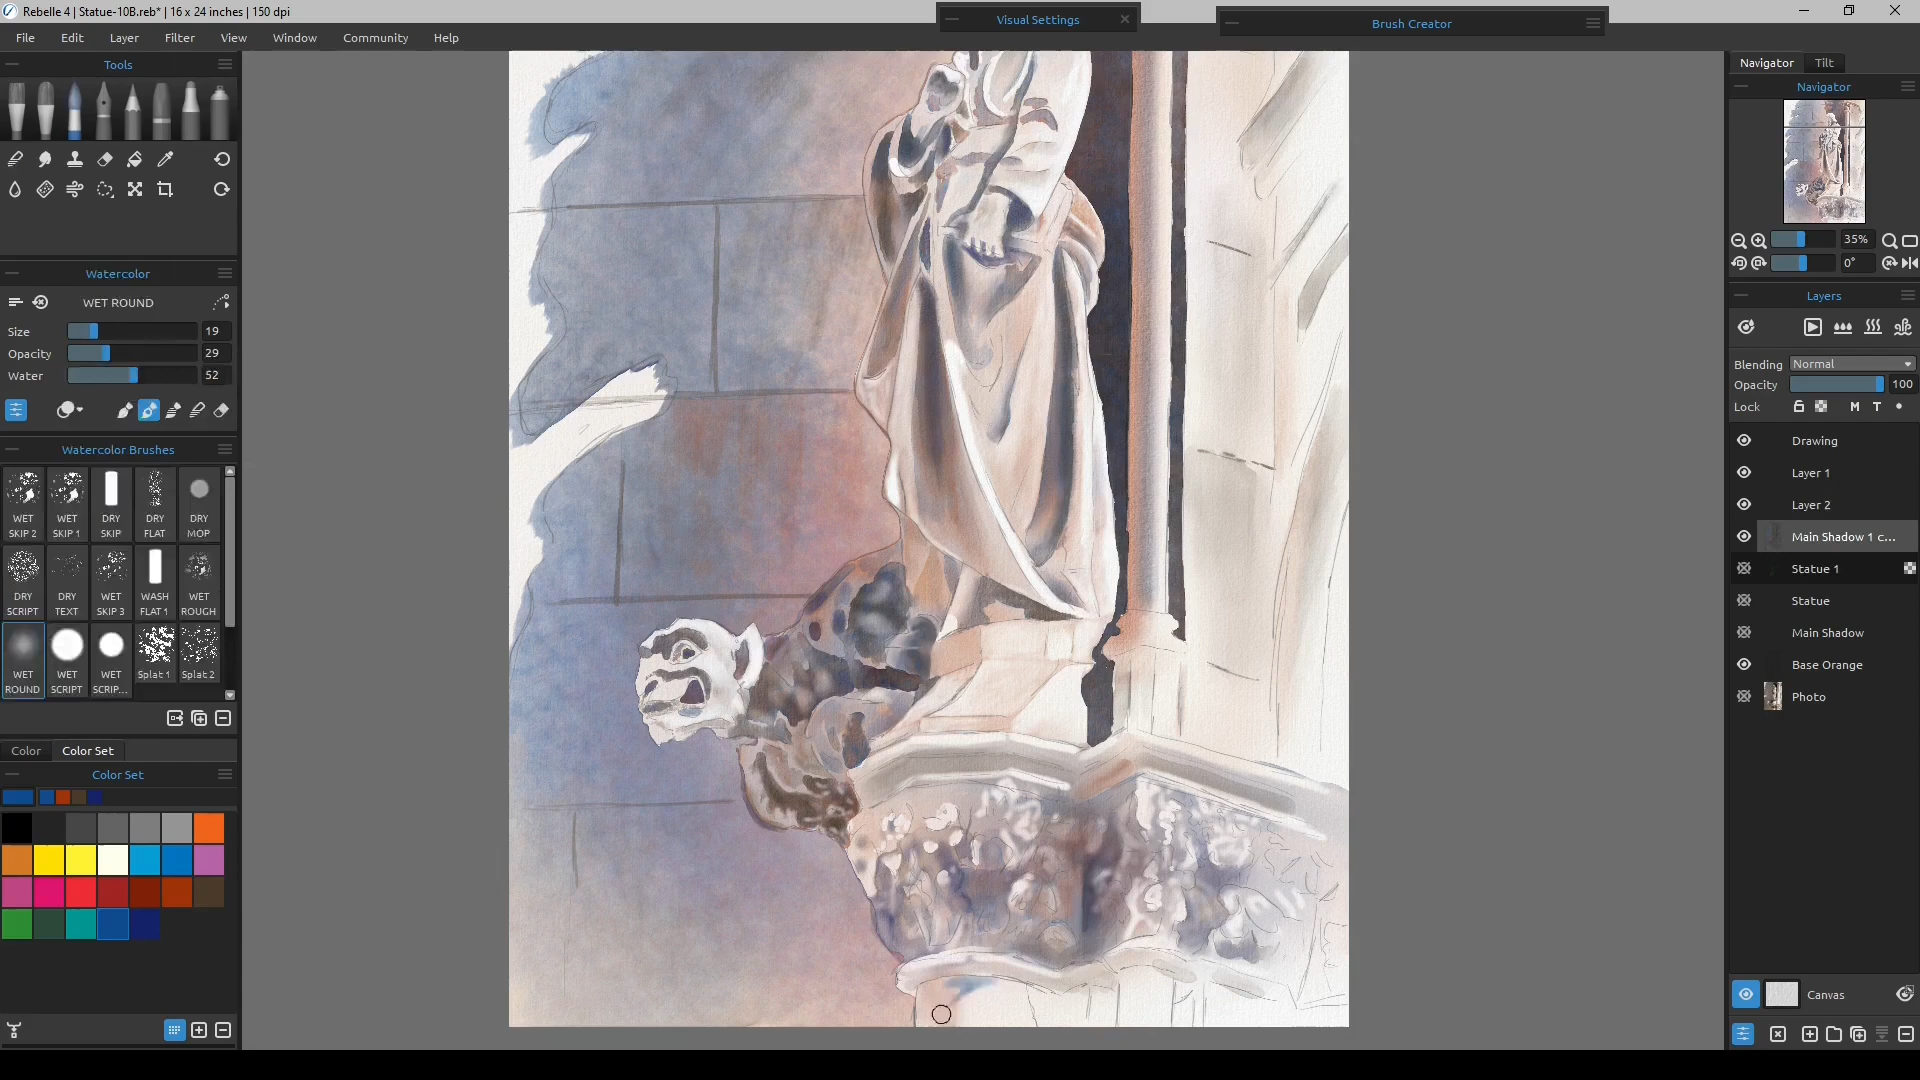 Rebelle 4 | Statue-10B.reb* | 16 x 24 inches | 150 dpi
Visual Settings
Brush Creator
File Edit Layer Filter View Window Community Help
Tools
Navigator Tilt
Navigator
35%
0°
Watercolor
WET ROUND
Size 19
Opacity 29
Water 52
Layers
Blending Normal
Opacity 100
Lock M T
Watercolor Brushes
WET SKIP 2
WET SKIP 1
DRY SKIP
DRY FLAT
DRY MOP
DRY SCRIPT
DRY TEXT
WET SKIP 3
WASH FLAT 1
WET ROUGH
WET ROUND
WET SCRIPT
WET SCRIP...
Splat 1
Splat 2
Drawing
Layer 1
Layer 2
Main Shadow 1 c...
Statue 1
Statue
Main Shadow
Base Orange
Photo
Color Color Set
Color Set
Canvas